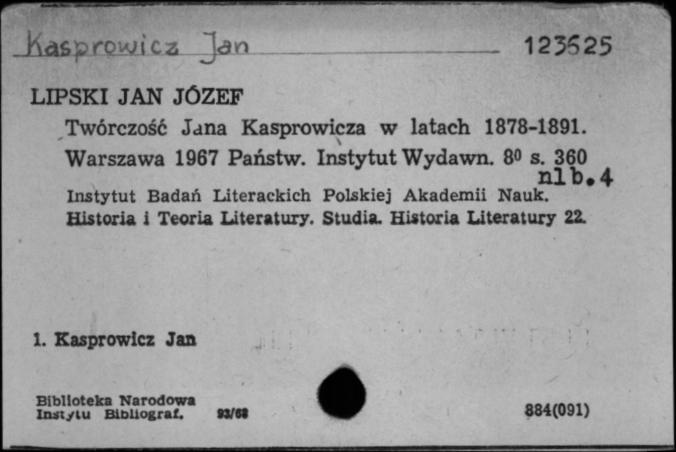 Kasprowicz Jan 123625
LIPSKI JAN JÓZEF
Twórczość Jana Kasprowicza w latach 1878-1891.
Warszawa 1967 Państw. Instytut Wydawn. 8⁰ s. 360
nlb. 4
Instytut Badań Literackich Polskiej Akademii Nauk.
Historia i Teoria Literatury. Studia. Historia Literatury 22.
1. Kasprowicz Jan
Biblioteka Narodowa
Instytu Bibliograf. 93/68
884(091)